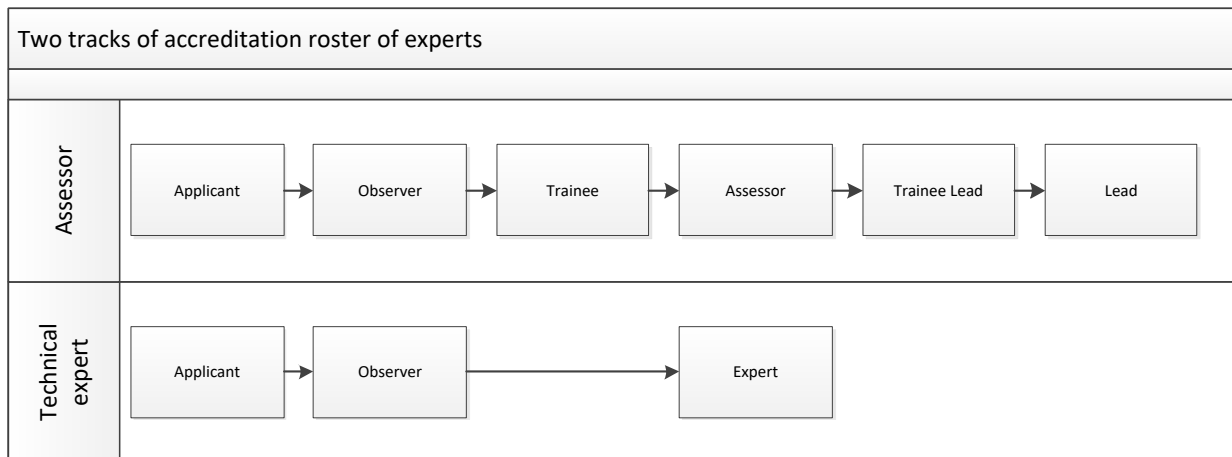 Two tracks of accreditation roster of experts
Assessor
Applicant
Observer
Trainee
Assessor
Trainee Lead
Lead
Technical
expert
Applicant
Observer
Expert